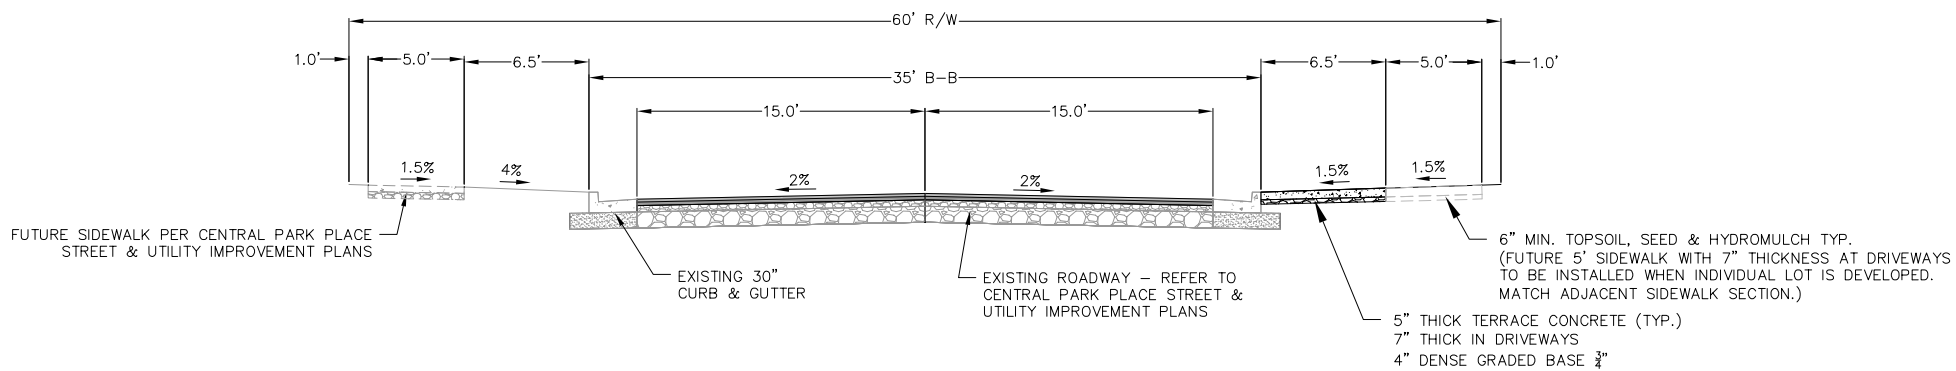 60' R/W
1.0'
5.0'
6.5'
35' B-B
6.5'
5.0'
1.0'
15.0'
15.0'
1.5%
4%
2%
2%
1.5%
1.5%
FUTURE SIDEWALK PER CENTRAL PARK PLACE
STREET & UTILITY IMPROVEMENT PLANS
EXISTING 30"
CURB & GUTTER
EXISTING ROADWAY – REFER TO
CENTRAL PARK PLACE STREET &
UTILITY IMPROVEMENT PLANS
6" MIN. TOPSOIL, SEED & HYDROMULCH TYP.
(FUTURE 5' SIDEWALK WITH 7" THICKNESS AT DRIVEWAYS
TO BE INSTALLED WHEN INDIVIDUAL LOT IS DEVELOPED.
MATCH ADJACENT SIDEWALK SECTION.)
5" THICK TERRACE CONCRETE (TYP.)
7" THICK IN DRIVEWAYS
4" DENSE GRADED BASE 3/4"